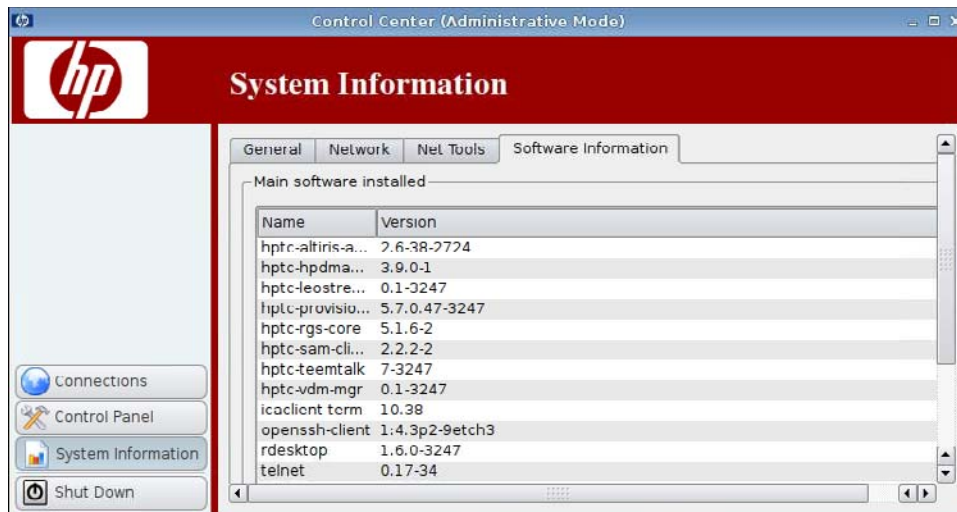 Control Center (Administrative Mode)
hp
System Information
General Network Net Tools Software Information
Main software installed
Name Version
hptc-altiris-a... 2.6-38-2724
hptc-hpdma... 3.9.0-1
hptc-leostre... 0.1-3247
hptc-provisio... 5.7.0.47-3247
hptc-rgs-core 5.1.6-2
hptc-sam-cli... 2.2.2-2
hptc-teemtalk 7-3247
hptc-vdm-mgr 0.1-3247
icaclient term 10.38
openssh-client 1:4.3p2-9etch3
rdesktop 1.6.0-3247
telnet 0.17-34
Connections
Control Panel
System Information
Shut Down